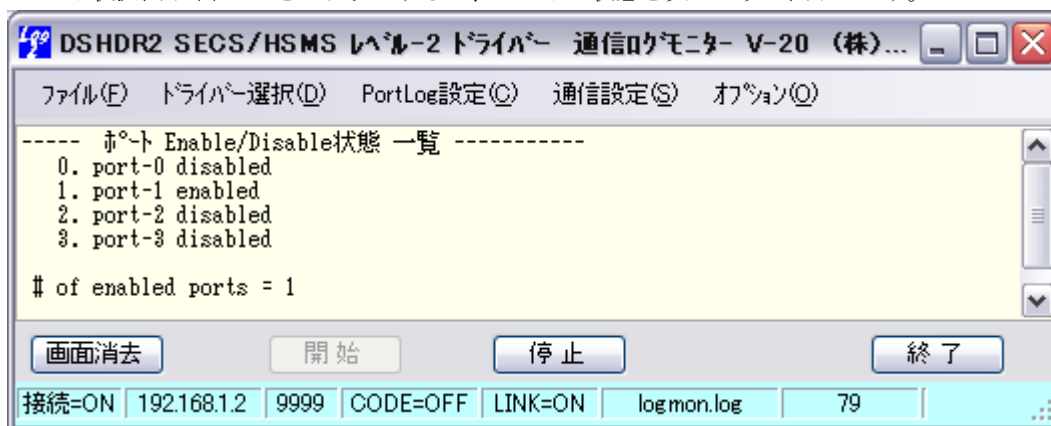 DSHDR2 SECS/HSMS ﾚﾍﾞﾙ-2 ﾄﾞﾗｲﾊﾞｰ 通信ﾛｸﾞﾓﾆﾀｰ V-20 (株)...
ﾌｧｲﾙ(F) ﾄﾞﾗｲﾊﾞｰ選択(D) PortLog設定(C) 通信設定(S) ｵﾌﾟｼｮﾝ(O)
----- ﾎﾟｰﾄ Enable/Disable状態 一覧 -----------
0. port-0 disabled
1. port-1 enabled
2. port-2 disabled
3. port-3 disabled
# of enabled ports = 1
画面消去 開始 停止 終了
接続=ON 192.168.1.2 9999 CODE=OFF LINK=ON logmon.log 79